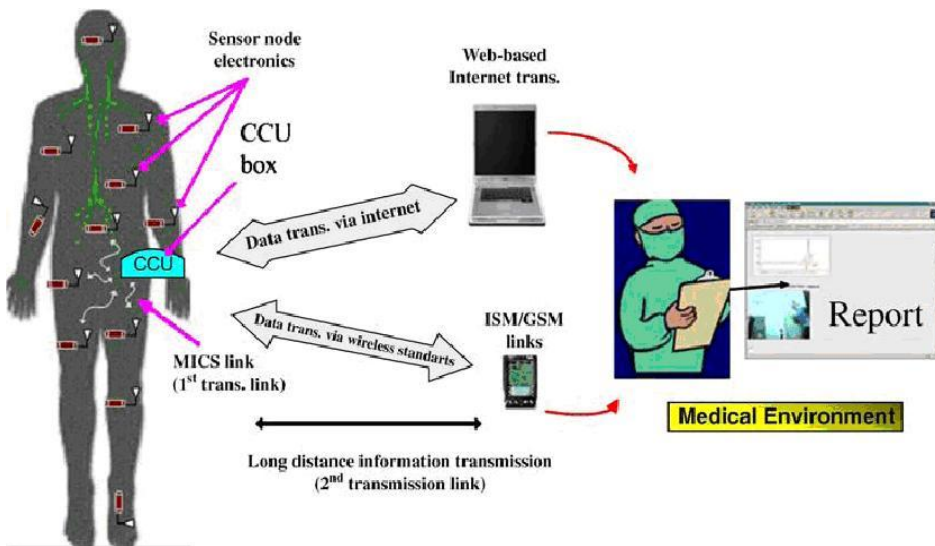 Sensor node
electronics
CCU
box
Web-based
Internet trans.
Data trans. via internet
CCU
Data trans. via wireless standarts
ISM/GSM
links
MICS link
(1st trans. link)
Report
Medical Environment
Long distance information transmission
(2nd transmission link)